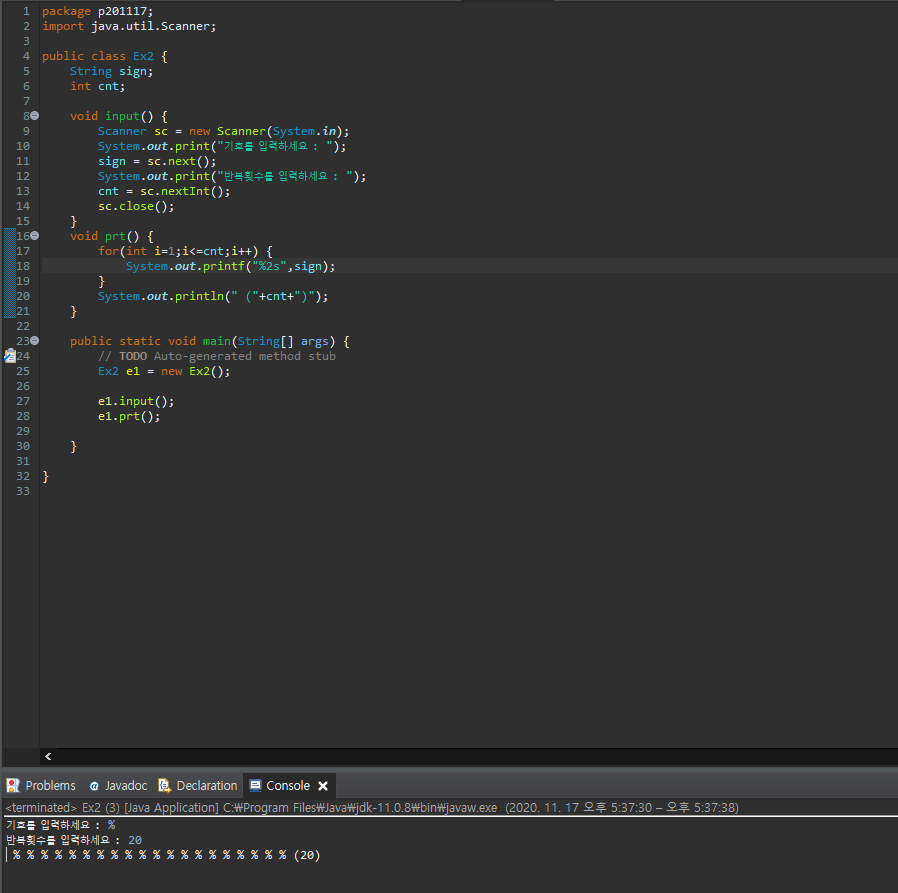 1 package p201117;
2 import java.util.Scanner;
3
4 public class Ex2 {
5 String sign;
6 int cnt;
7
8 void input() {
9 Scanner sc = new Scanner(System.in);
10 System.out.print("기호를 입력하세요 : ");
11 sign = sc.next();
12 System.out.print("반복횟수를 입력하세요 : ");
13 cnt = sc.nextInt();
14 sc.close();
15 }
16 void prt() {
17 for(int i=1;i<=cnt;i++) {
18 System.out.printf("%2s",sign);
19 }
20 System.out.println(" ("+cnt+")");
21 }
22
23 public static void main(String[] args) {
24 // TODO Auto-generated method stub
25 Ex2 e1 = new Ex2();
26
27 e1.input();
28 e1.prt();
29
30 }
31
32 }
33
Problems @ Javadoc Declaration Console
<terminated> Ex2 (3) [Java Application] C:₩Program Files₩Java₩jdk-11.0.8₩bin₩javaw.exe (2020. 11. 17 오후 5:37:30 – 오후 5:37:38)
기호를 입력하세요 : %
반복횟수를 입력하세요 : 20
% % % % % % % % % % % % % % % % % % % % (20)